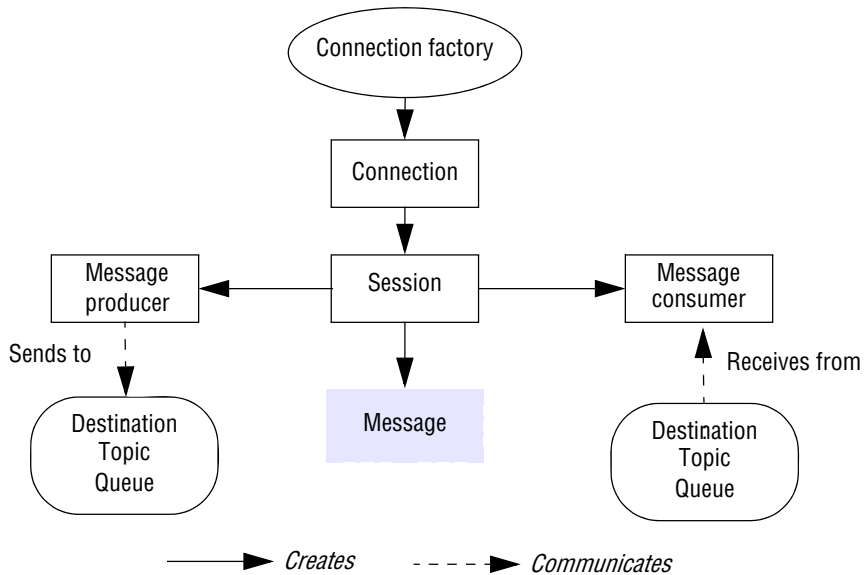 Connection factory
Connection
Message
producer
Session
Message
consumer
Sends to
Receives from
Destination
Topic
Queue
Message
Destination
Topic
Queue
Creates
Communicates